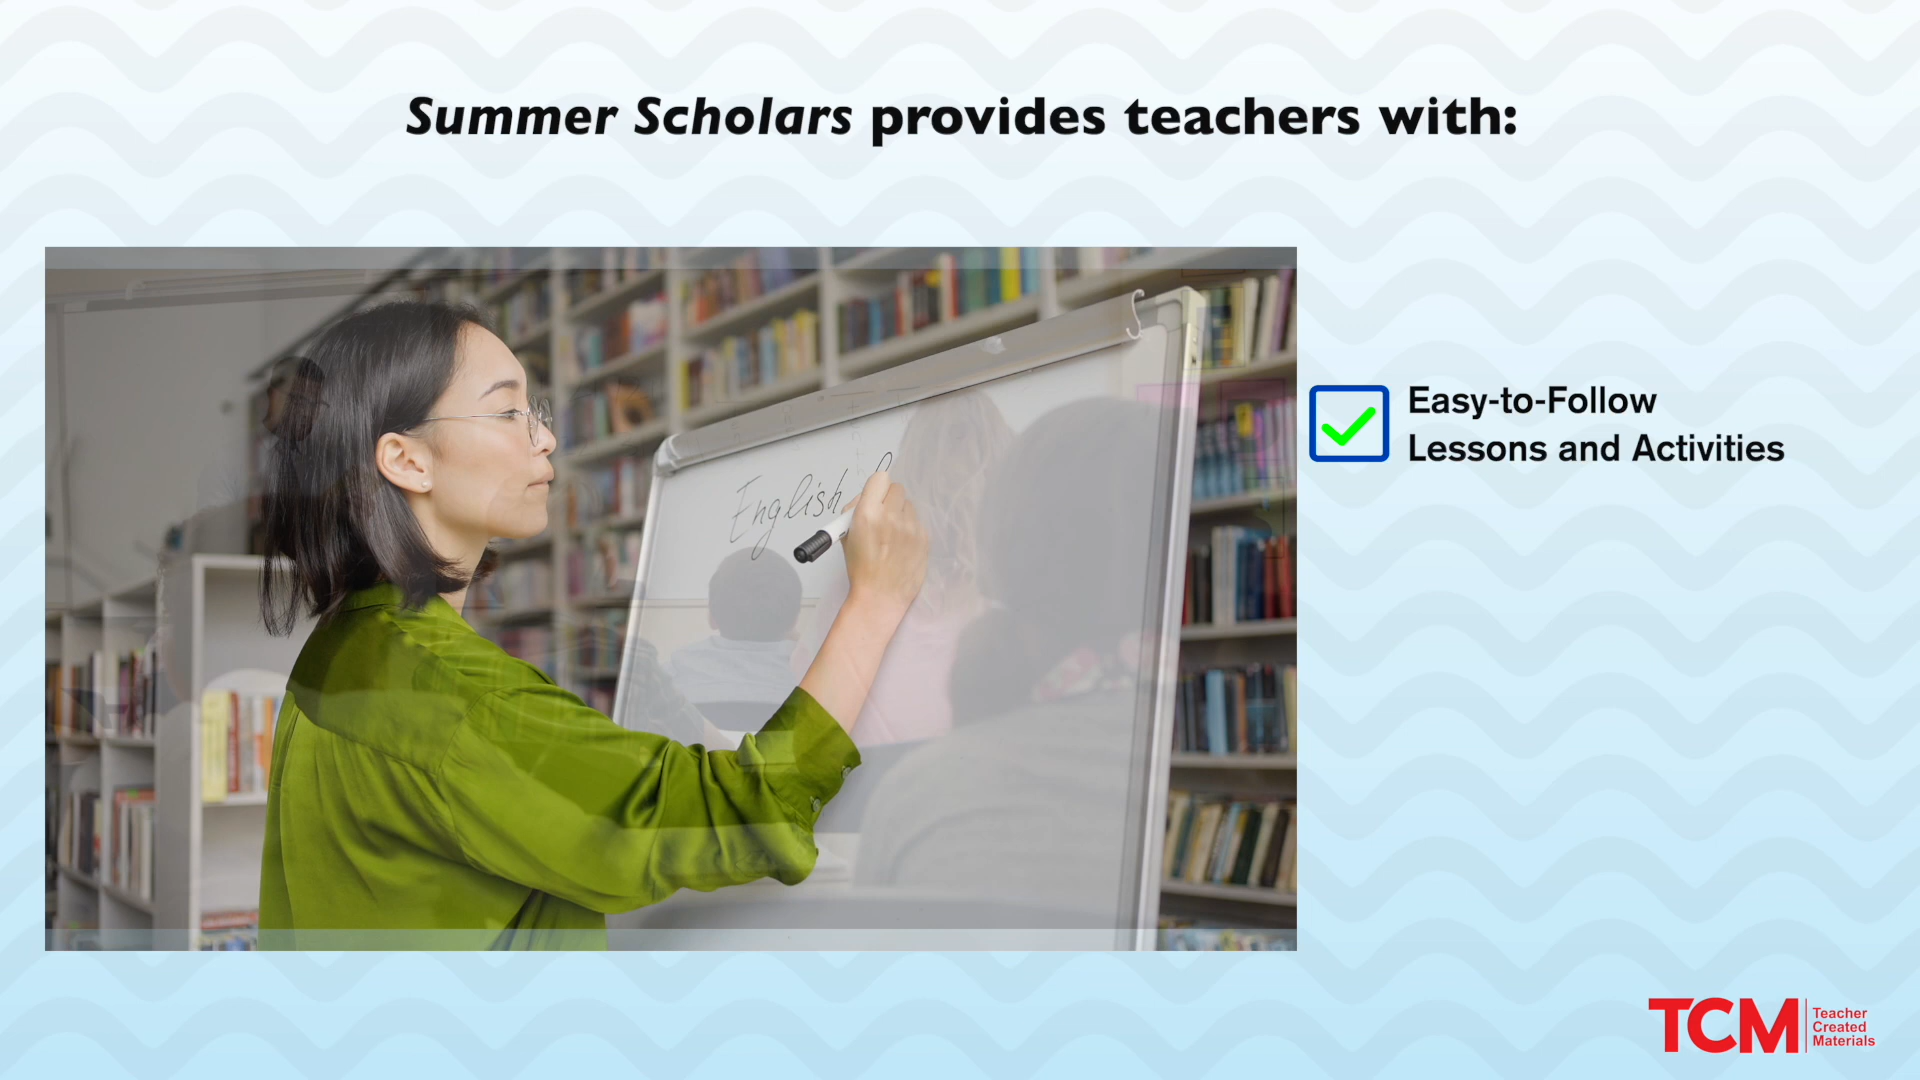 Summer Scholars provides teachers with:
English
Easy-to-Follow
Lessons and Activities
TCM
Teacher
Created
Materials